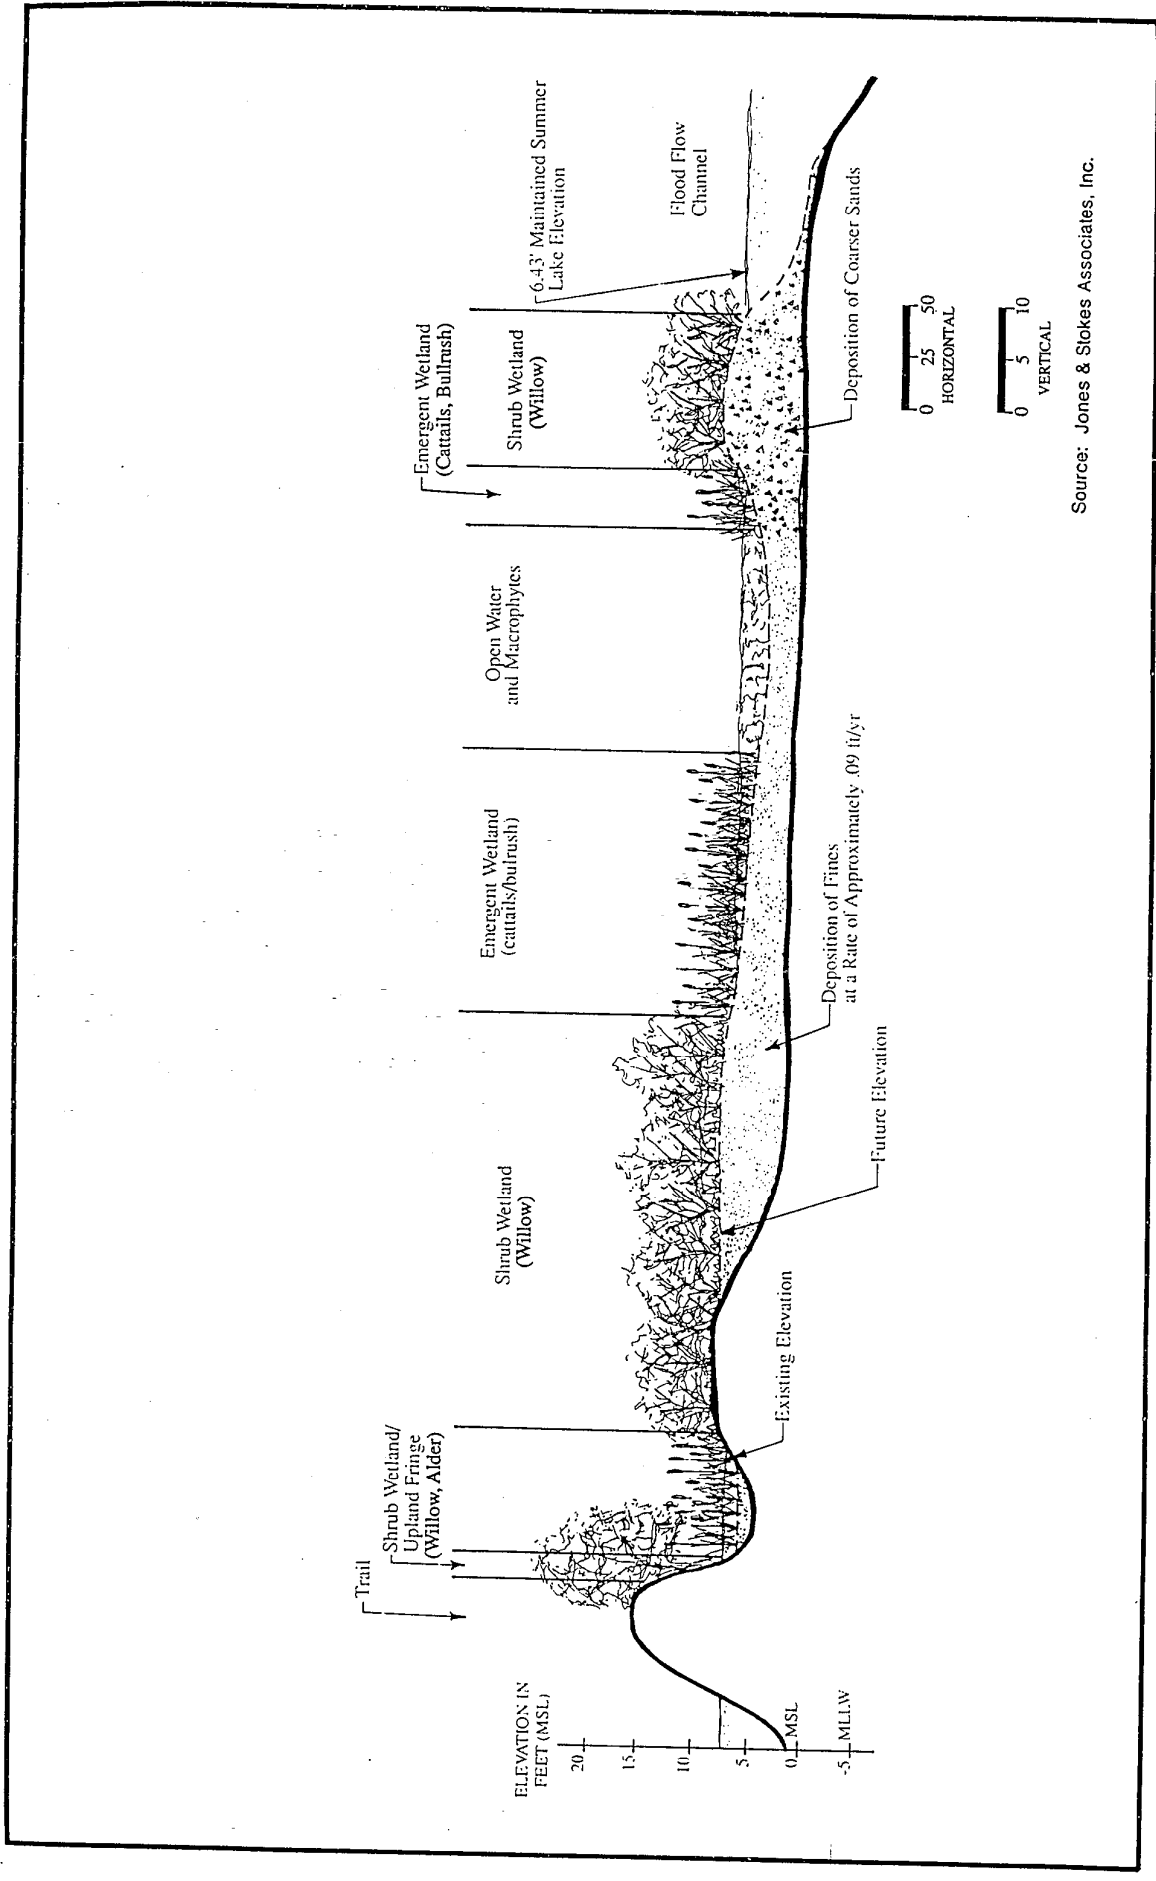 Trail
Shrub Wetland/
Upland Fringe
(Willow, Alder)
Emergent Wetland
(Cattails, Bullrush)
ELEVATION IN
FEET (MSL)
Shrub Wetland
(Willow)
Emergent Wetland
(cattails/bulrush)
Open Water
and Macrophytes
Shrub Wetland
(Willow)
6.43' Maintained Summer
Lake Elevation
Flood Flow
Channel
20
15
10
5
0 MSL
-5 MLLW
Existing Elevation
Future Elevation
Deposition of Fines
at a Rate of Approximately .09 ft/yr
Deposition of Coarser Sands
0 25 50
HORIZONTAL
0 5 10
VERTICAL
Source: Jones & Stokes Associates, Inc.